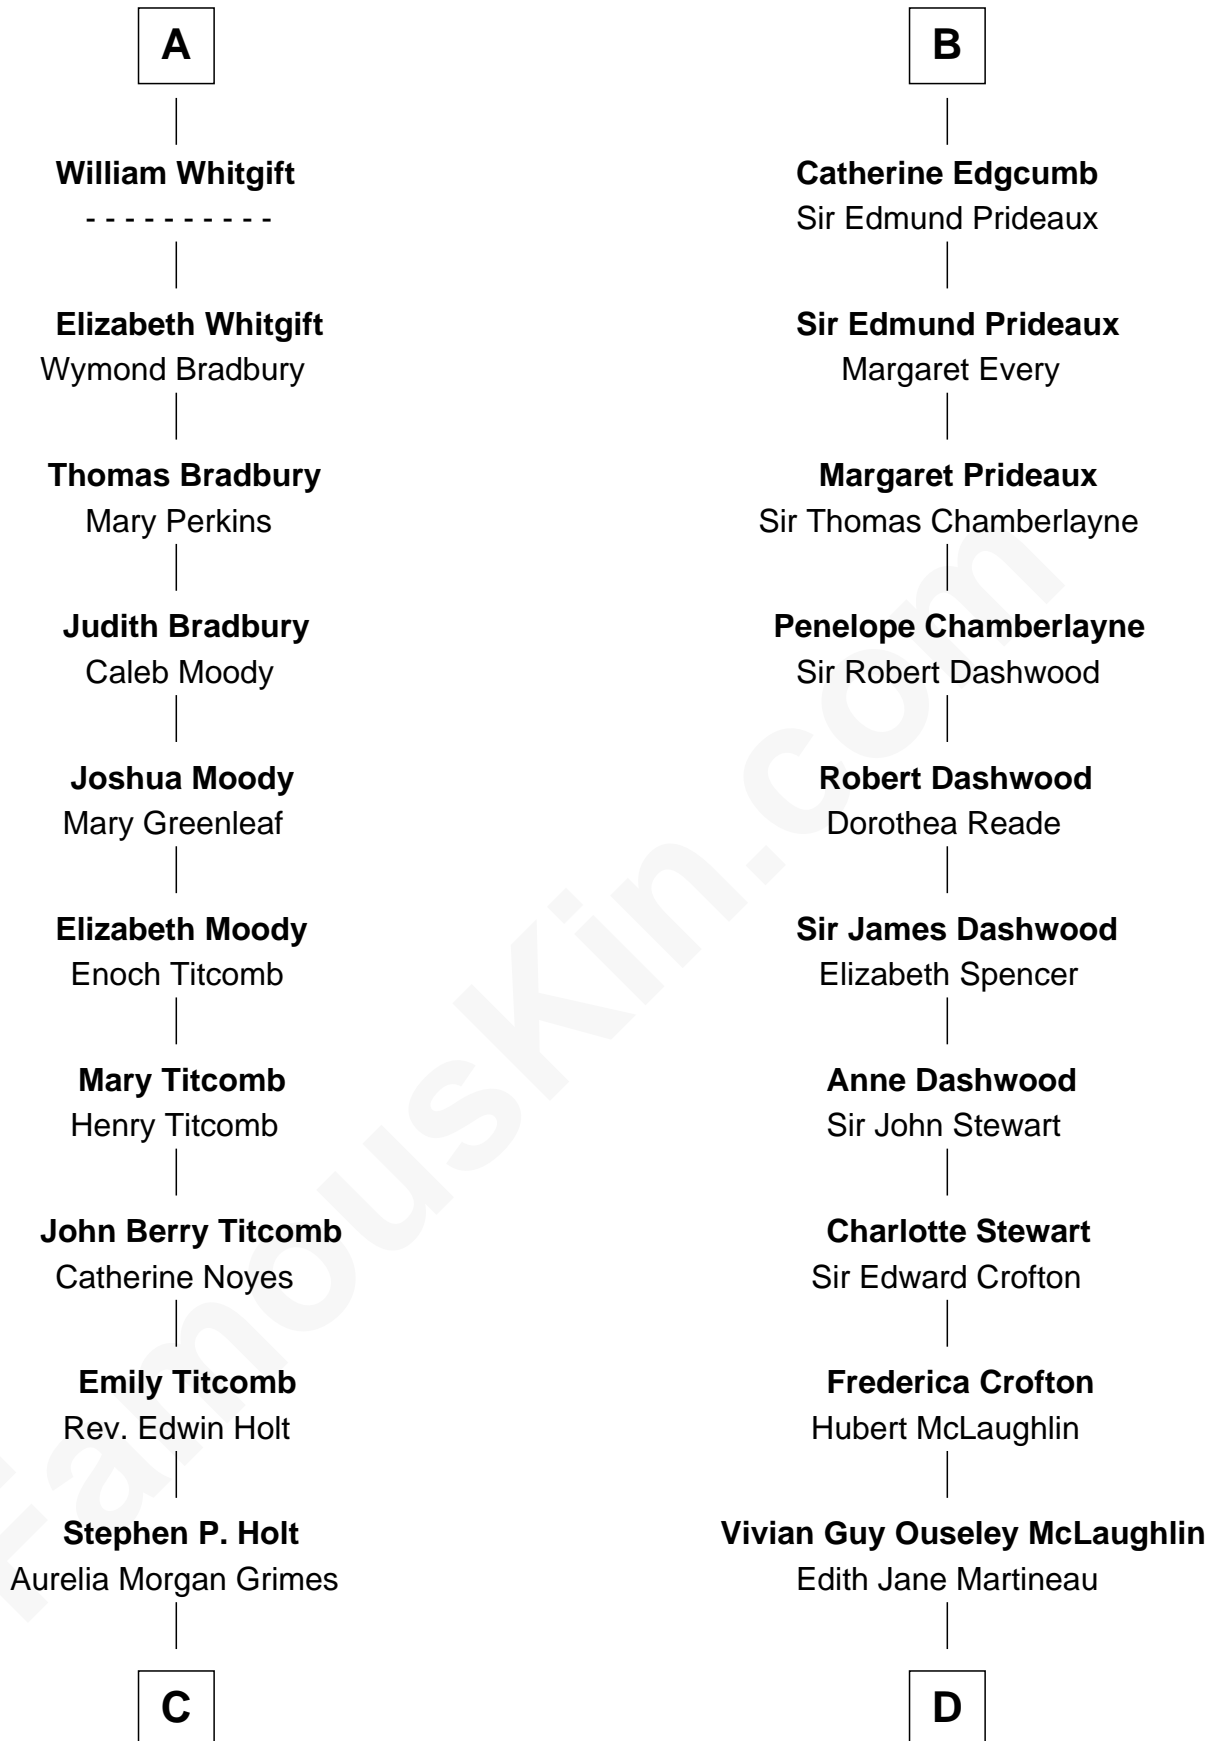 A
William Whitgift
- - - - - - - - - -
Elizabeth Whitgift
Wymond Bradbury
Thomas Bradbury
Mary Perkins
Judith Bradbury
Caleb Moody
Joshua Moody
Mary Greenleaf
Elizabeth Moody
Enoch Titcomb
Mary Titcomb
Henry Titcomb
John Berry Titcomb
Catherine Noyes
Emily Titcomb
Rev. Edwin Holt
Stephen P. Holt
Aurelia Morgan Grimes
C
B
Catherine Edgcumb
Sir Edmund Prideaux
Sir Edmund Prideaux
Margaret Every
Margaret Prideaux
Sir Thomas Chamberlayne
Penelope Chamberlayne
Sir Robert Dashwood
Robert Dashwood
Dorothea Reade
Sir James Dashwood
Elizabeth Spencer
Anne Dashwood
Sir John Stewart
Charlotte Stewart
Sir Edward Crofton
Frederica Crofton
Hubert McLaughlin
Vivian Guy Ouseley McLaughlin
Edith Jane Martineau
D
FamousKin.com